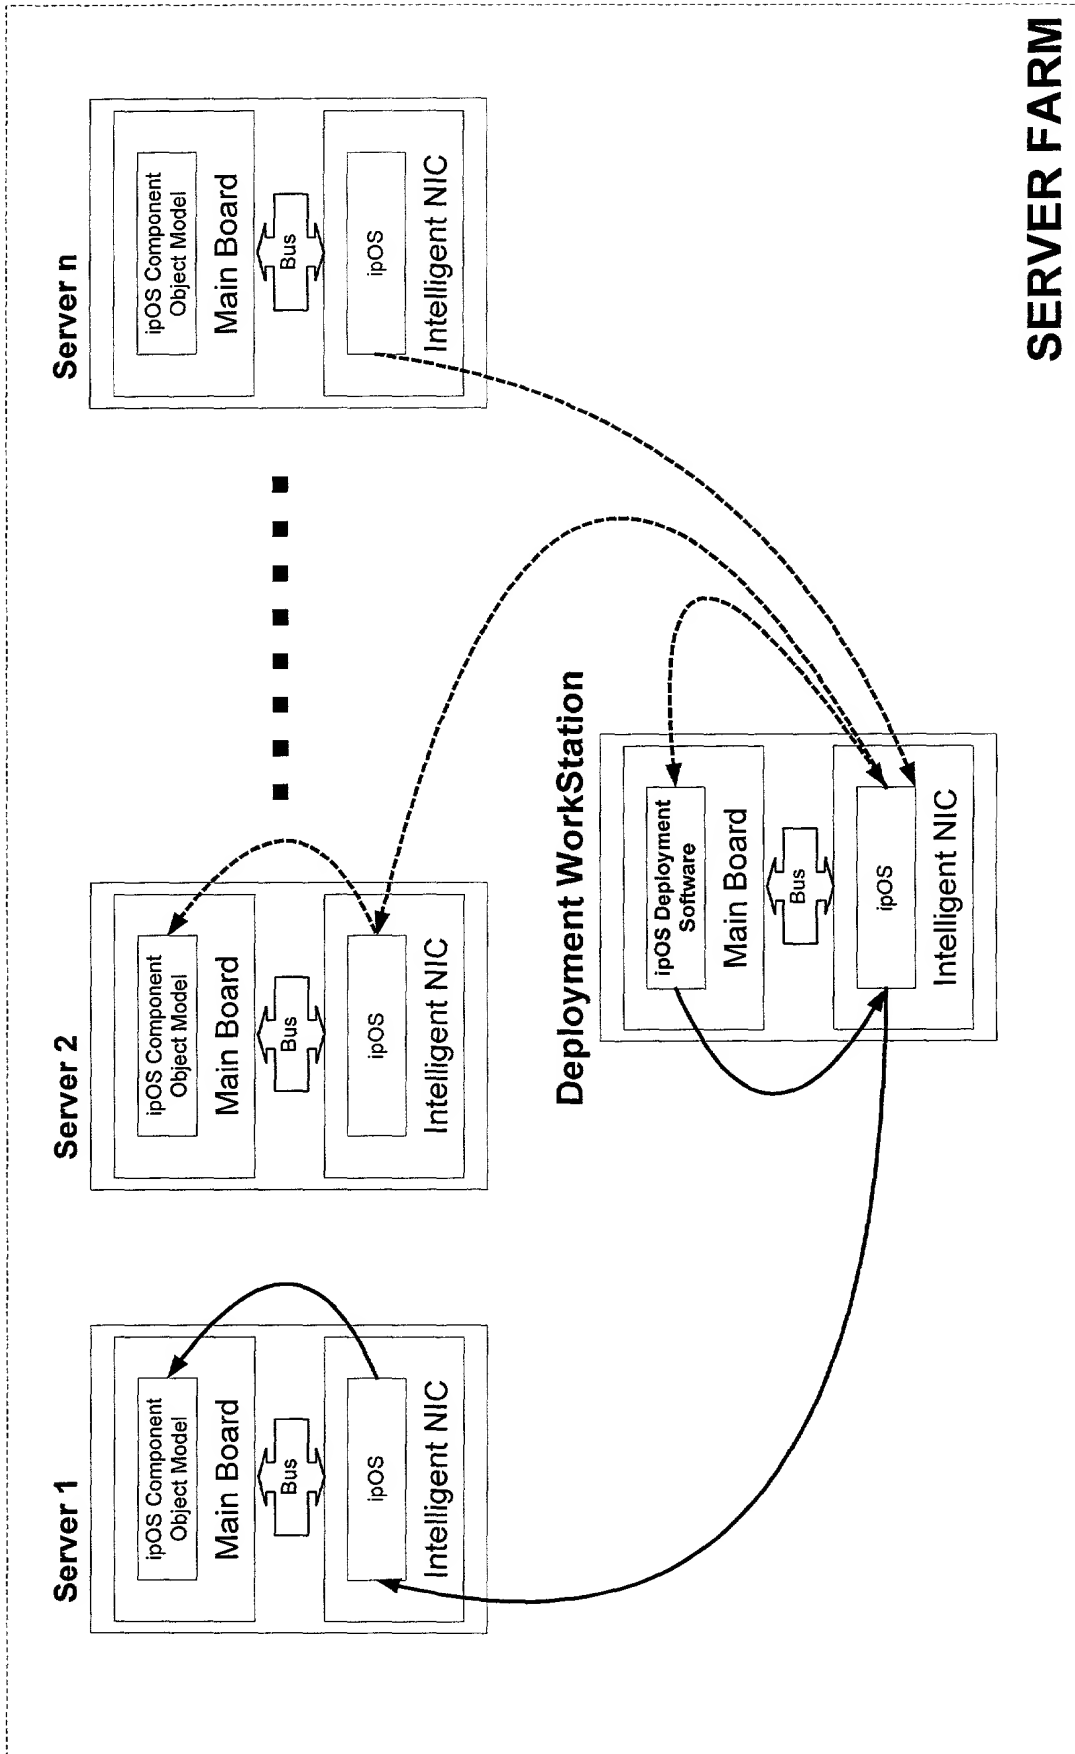 Server 1
ipOS Component
Object Model
Main Board
Bus
ipOS
Intelligent NIC
Server 2
ipOS Component
Object Model
Main Board
Bus
ipOS
Intelligent NIC
Server n
ipOS Component
Object Model
Main Board
Bus
ipOS
Intelligent NIC
Deployment WorkStation
ipOS Deployment
Software
Main Board
Bus
ipOS
Intelligent NIC
SERVER FARM